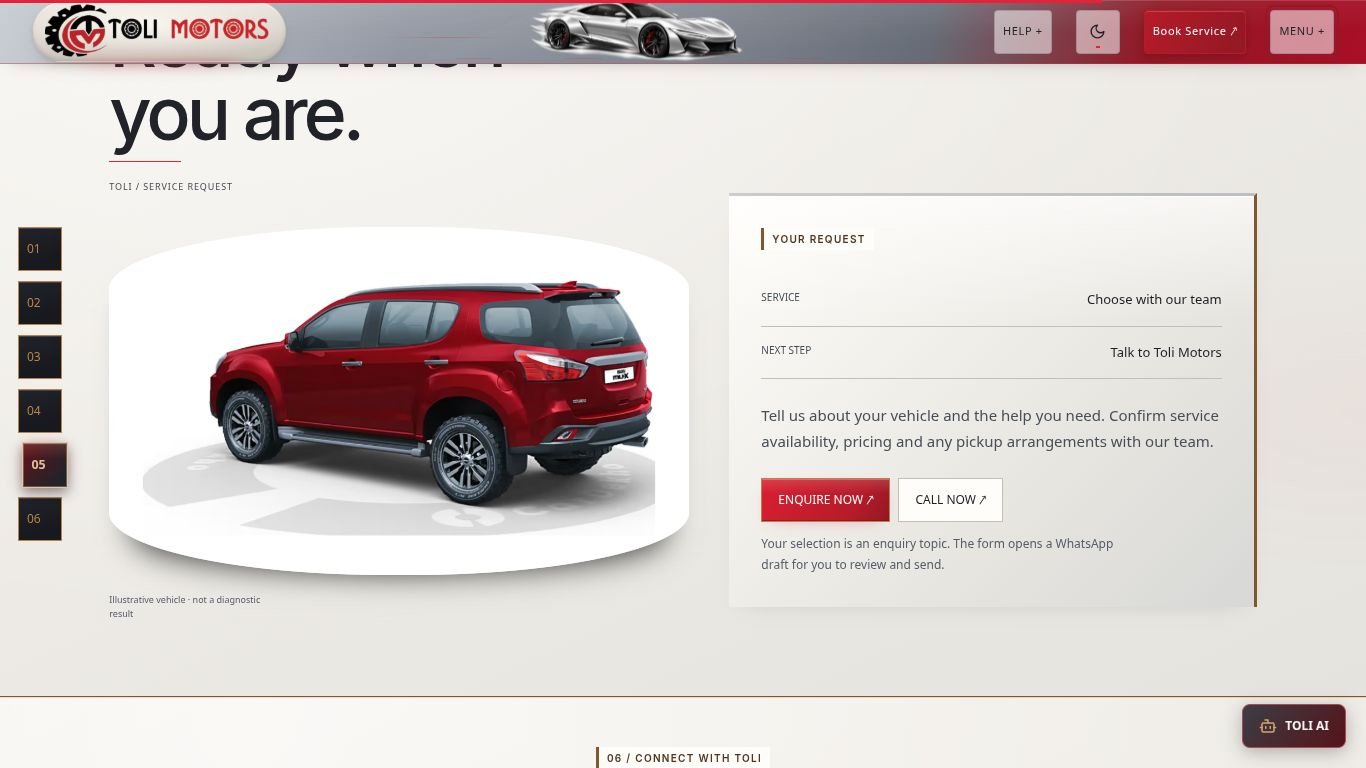 TOLI MOTORS
HELP +
Book Service ↗
MENU +
Ready when
you are.
TOLI / SERVICE REQUEST
01
02
03
04
05
06
Illustrative vehicle · not a diagnostic
result
YOUR REQUEST
SERVICE Choose with our team
NEXT STEP Talk to Toli Motors
Tell us about your vehicle and the help you need. Confirm service
availability, pricing and any pickup arrangements with our team.
ENQUIRE NOW ↗ CALL NOW ↗
Your selection is an enquiry topic. The form opens a WhatsApp
draft for you to review and send.
TOLI AI
06 / CONNECT WITH TOLI